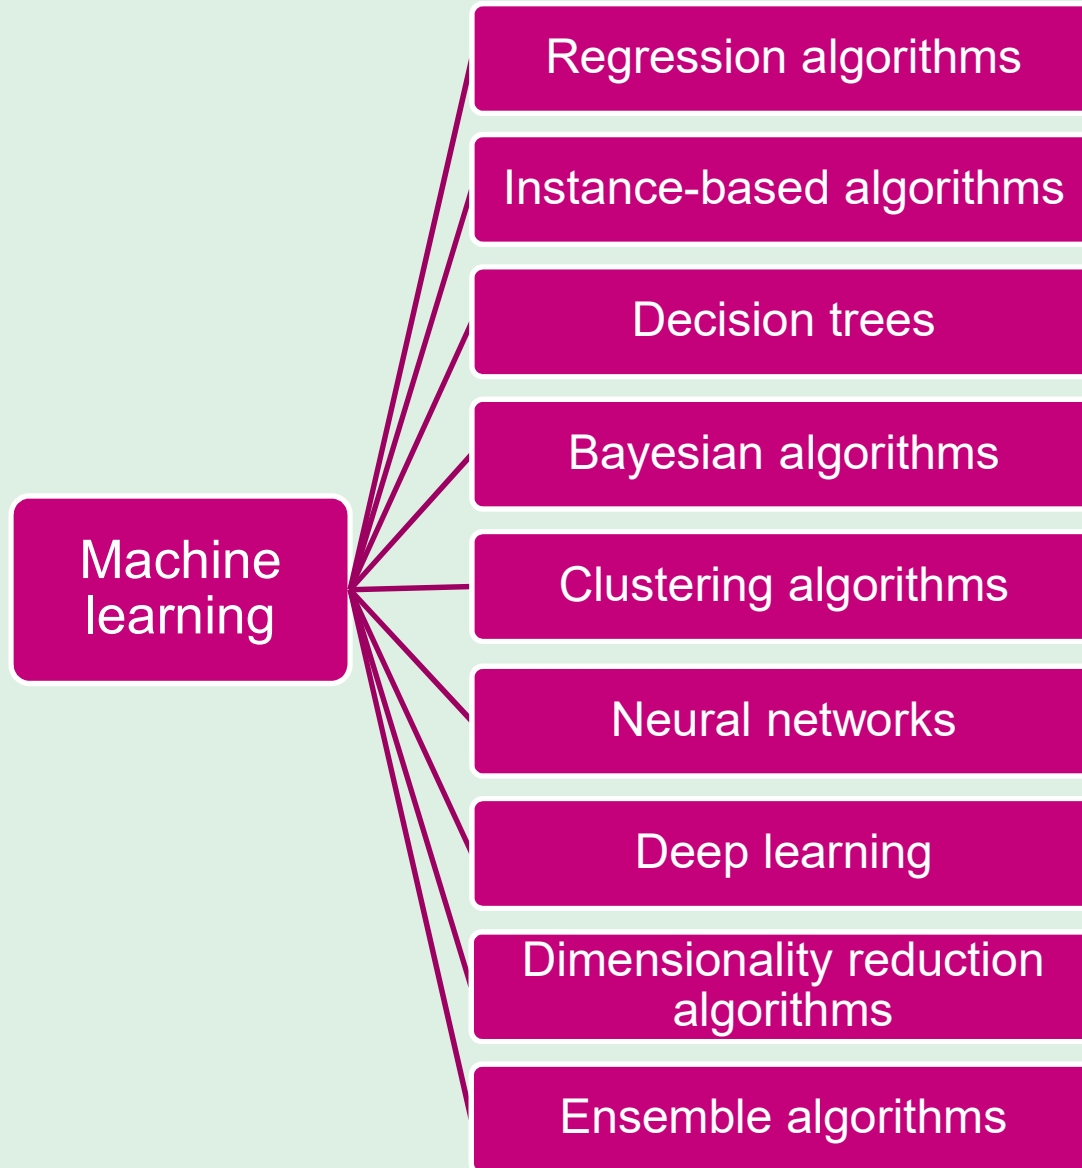 Regression algorithms
Instance-based algorithms
Decision trees
Bayesian algorithms
Machine
learning
Clustering algorithms
Neural networks
Deep learning
Dimensionality reduction
algorithms
Ensemble algorithms